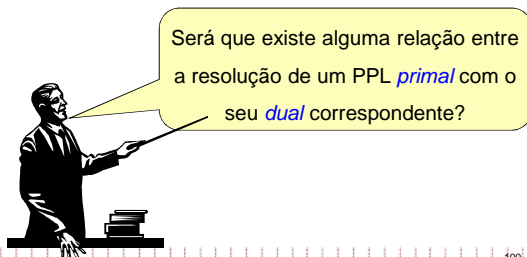 Será que existe alguma relação entre
a resolução de um PPL primal com o
seu dual correspondente?